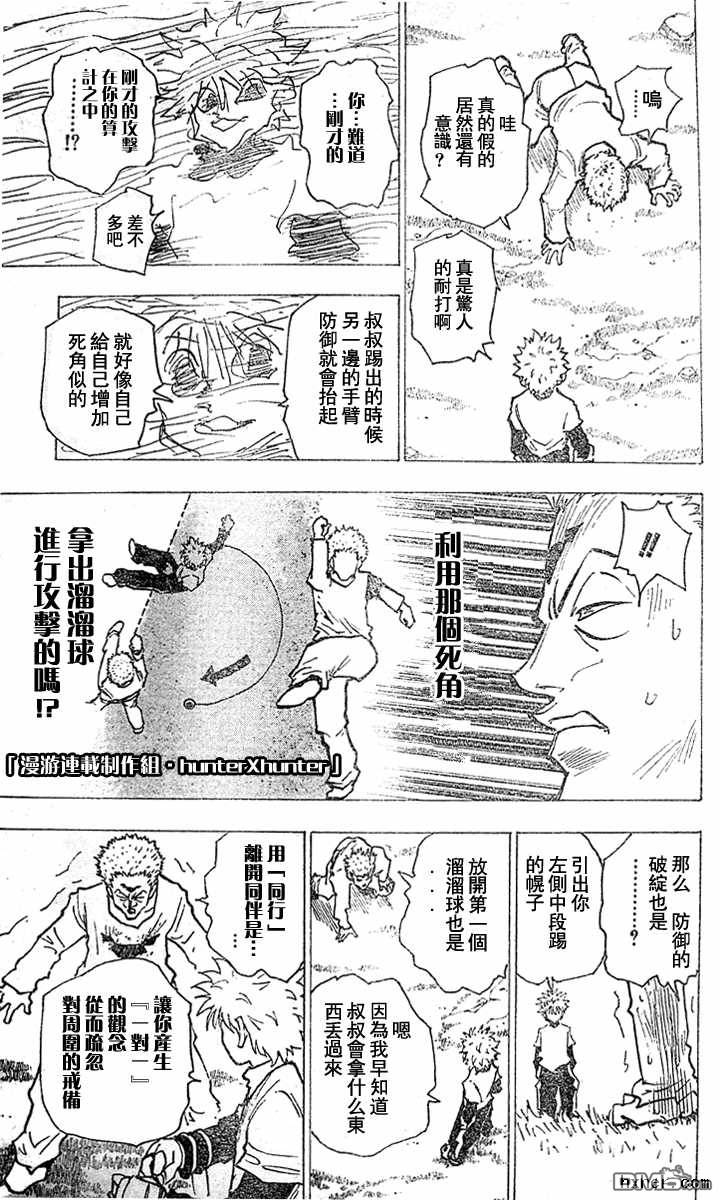 嗚
…
哇
真的假的
居然還有
意識？
真是驚人
的耐打啊
你…難道
…剛才的
剛才的攻擊
在你的算
計之中
………!?
差不
多吧
叔叔踢出的時候
另一邊的手臂
防御就會抬起
就好像自己
給自己增加
死角似的
!!!
利用那個死角
拿出溜溜球
進行攻擊的嗎!?
「漫游連載制作組·hunterXhunter」
那么 防御的
破綻也是
………?
引出你
左側中段踢
的幌子
放開第一個
溜溜球也是
...
嗯
因為我早知道
叔叔會拿什么東
西丟過來
用「同行」
離開同伴是…
…
讓你產生
『一對一』
的觀念
從而疏忽
對周圍的戒備